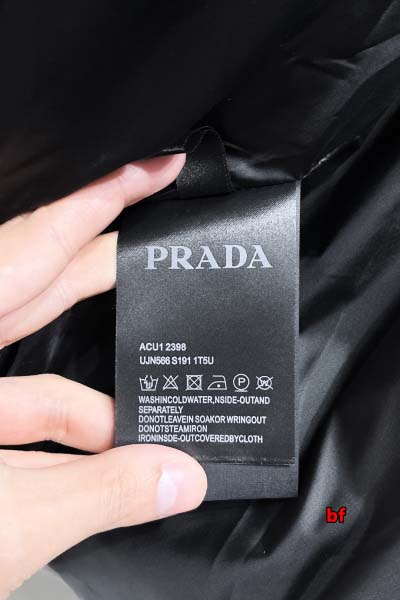 PRADA
ACU1 2398
UJN566 S191 1T5U
P
WASHINCOLDWATER,NSIDE-OUTAND
SEPARATELY
DONOTLEAVEIN SOAKOR WRINGOUT
DONOTSTEAMIRON
IRONINSDE-OUTCOVEREDBYCLOTH
bf